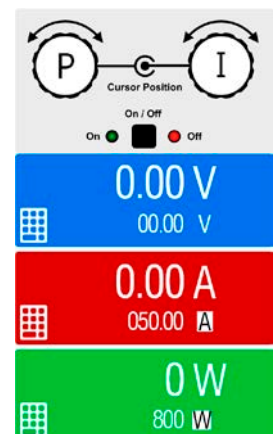 P I
Cursor Position
On / Off
On Off
0.00 V
00.00 V
0.00 A
050.00 A
0 W
800 W